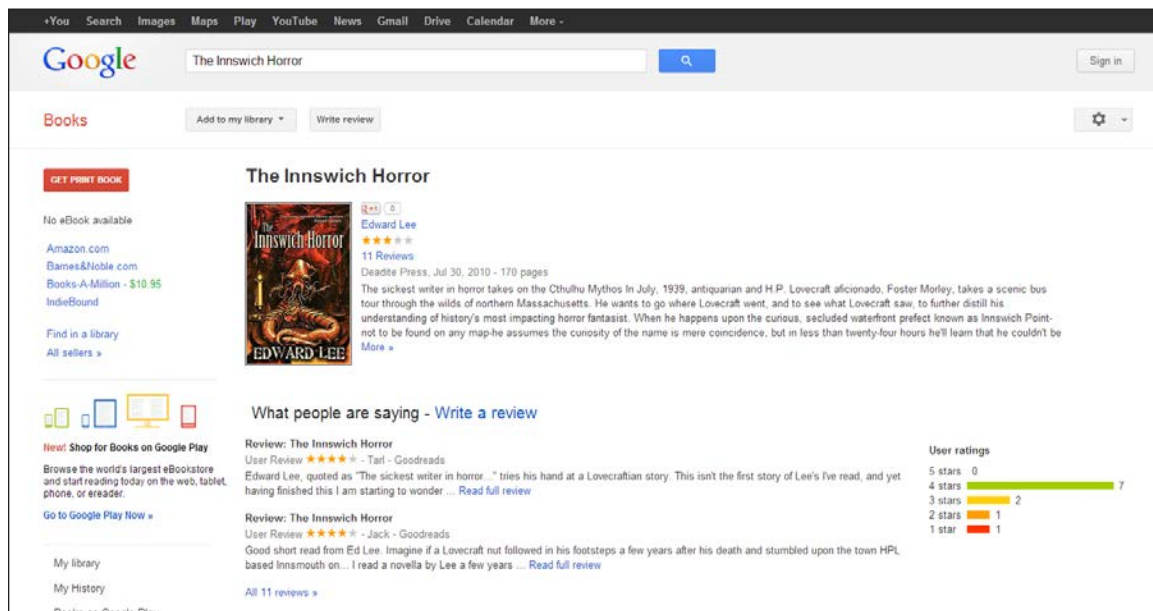 +You Search Images Maps Play YouTube News Gmail Drive Calendar More
Google
The Innswich Horror
Sign in
Books
Add to my library
Write review
GET PRINT BOOK
No eBook available
Amazon.com
Barnes&Noble.com
Books-A-Million - $10.95
IndieBound
Find in a library
All sellers »
New! Shop for Books on Google Play
Browse the world's largest eBookstore
and start reading today on the web, tablet,
phone, or ereader.
Go to Google Play Now »
My library
My History
Books on Google Play
The Innswich Horror
The
Innswich Horror
EDWARD LEE
+1 0
Edward Lee
11 Reviews
Deadite Press, Jul 30, 2010 - 170 pages
The sickest writer in horror takes on the Cthulhu Mythos In July, 1939, antiquarian and H.P. Lovecraft aficionado, Foster Morley, takes a scenic bus
tour through the wilds of northern Massachusetts. He wants to go where Lovecraft went, and to see what Lovecraft saw, to further distill his
understanding of history's most impacting horror fantasist. When he happens upon the curious, secluded waterfront prefect known as Innswich Point-
not to be found on any map-he assumes the curiosity of the name is mere coincidence, but in less than twenty-four hours he'll learn that he couldn't be
More »
What people are saying - Write a review
Review: The Innswich Horror
User Review - Tarl - Goodreads
Edward Lee, quoted as "The sickest writer in horror..." tries his hand at a Lovecraftian story. This isn't the first story of Lee's I've read, and yet
having finished this I am starting to wonder ... Read full review
Review: The Innswich Horror
User Review - Jack - Goodreads
Good short read from Ed Lee. Imagine if a Lovecraft nut followed in his footsteps a few years after his death and stumbled upon the town HPL
based Innsmouth on... I read a novella by Lee a few years ... Read full review
All 11 reviews »
User ratings
5 stars 0
4 stars 7
3 stars 2
2 stars 1
1 star 1